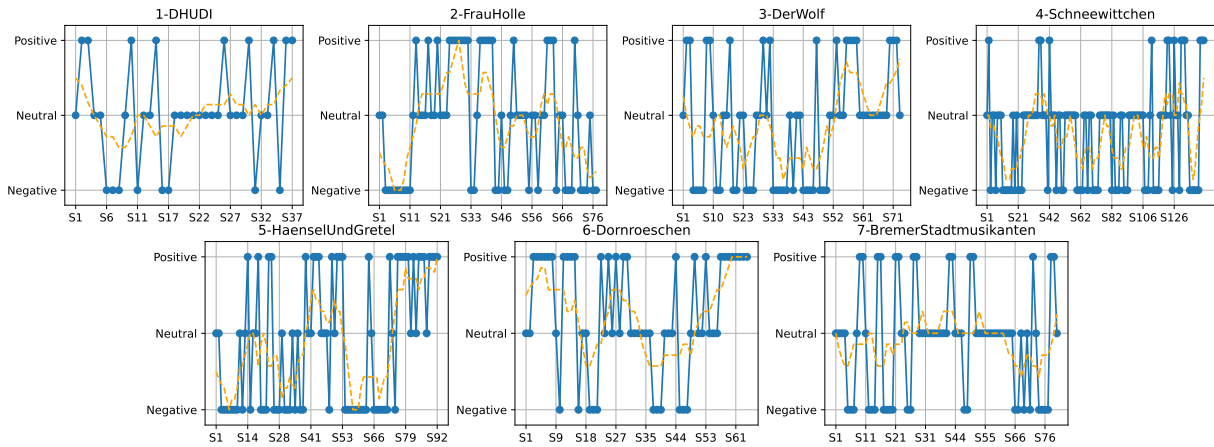 1-DHUDI
Positive
Neutral
Negative
S1 S6 S11 S17 S22 S27 S32 S37
2-FrauHolle
Positive
Neutral
Negative
S1 S11 S21 S33 S46 S56 S66 S76
3-DerWolf
Positive
Neutral
Negative
S1 S10 S23 S33 S43 S52 S61 S71
4-Schneewittchen
Positive
Neutral
Negative
S1 S21 S42 S62 S82 S106 S126
5-HaenselUndGretel
Positive
Neutral
Negative
S1 S14 S28 S41 S53 S66 S79 S92
6-Dornroeschen
Positive
Neutral
Negative
S1 S9 S18 S27 S35 S44 S53 S61
7-BremerStadtmusikanten
Positive
Neutral
Negative
S1 S11 S21 S31 S44 S55 S66 S76